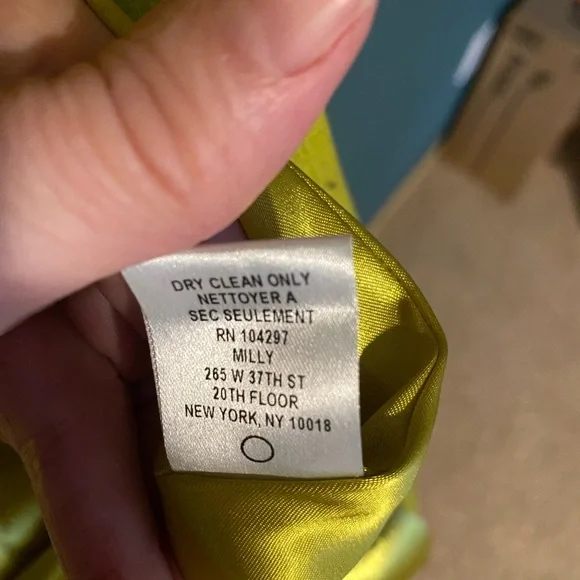 DRY CLEAN ONLY
NETTOYER A
SEC SEULEMENT
RN 104297
MILLY
265 W 37TH ST
20TH FLOOR
NEW YORK, NY 10018